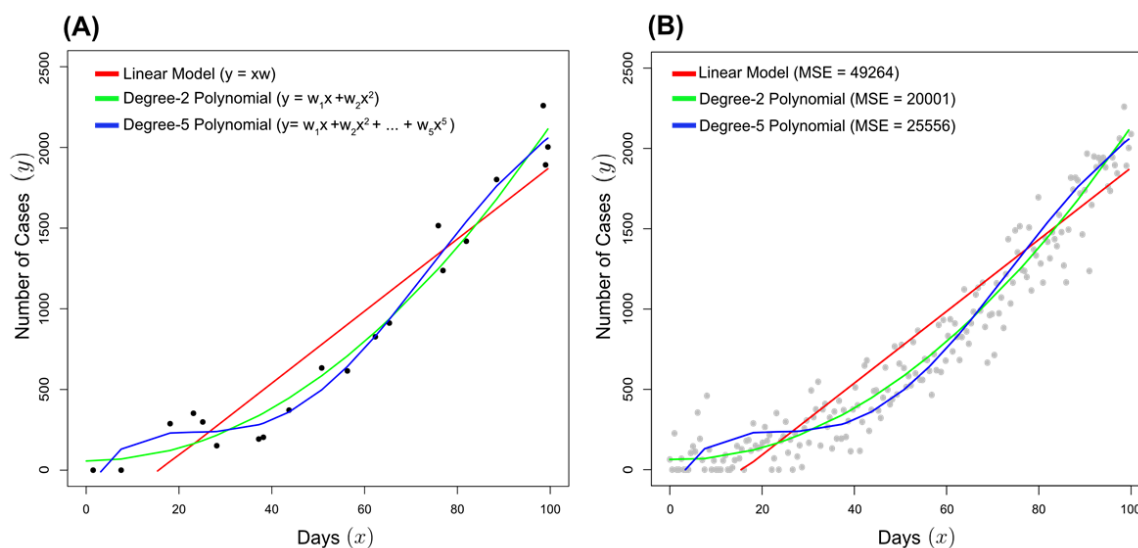 (A)
Linear Model (y = xw)
Degree-2 Polynomial (y = w₁x +w₂x²)
Degree-5 Polynomial (y= w₁x +w₂x² + ... + w₅x⁵)
Number of Cases (y)
2500
2000
1500
1000
500
0
0 20 40 60 80 100
Days (x)
(B)
Linear Model (MSE = 49264)
Degree-2 Polynomial (MSE = 20001)
Degree-5 Polynomial (MSE = 25556)
Number of Cases (y)
2500
2000
1500
1000
500
0
0 20 40 60 80 100
Days (x)